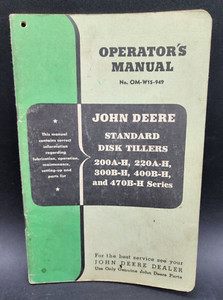 OPERATOR'S
MANUAL
No. OM-W15-949
JOHN DEERE
STANDARD
DISK TILLERS
200A-H, 220A-H,
300B-H, 400B-H,
and 470B-H Series
This manual
contains correct
information
regarding
lubrication, operation,
maintenance,
setting-up and
parts list
For the best service see your
JOHN DEERE DEALER
Use Only Genuine John Deere Parts